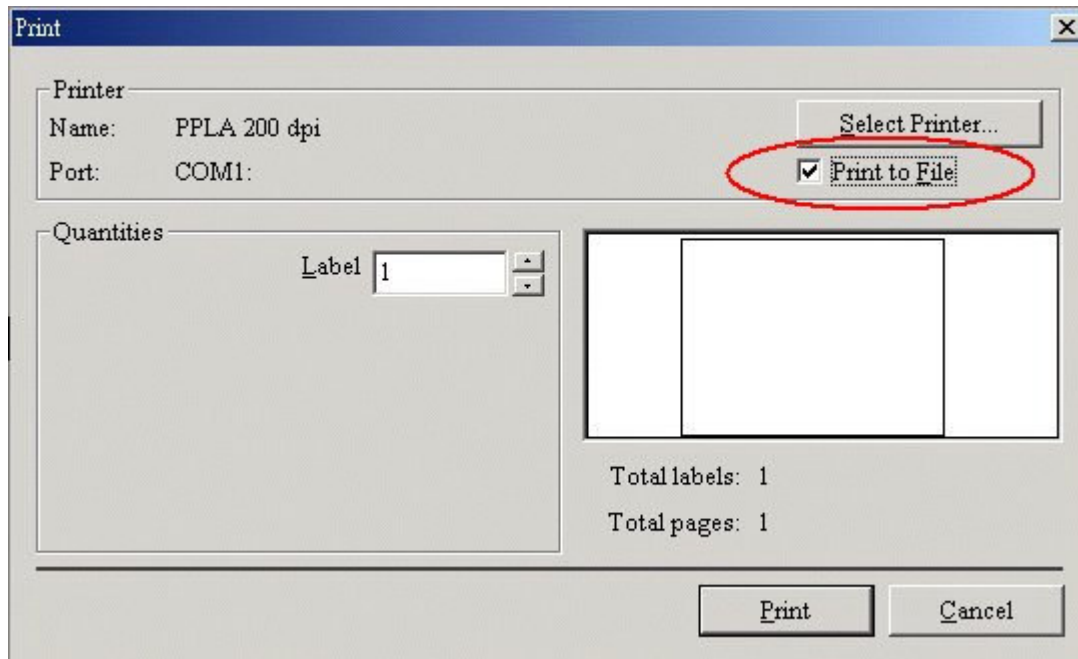 Print
Printer
Name: PPLA 200 dpi
Select Printer...
Port: COM1:
Print to File
Quantities
Label 1
Total labels: 1
Total pages: 1
Print Cancel